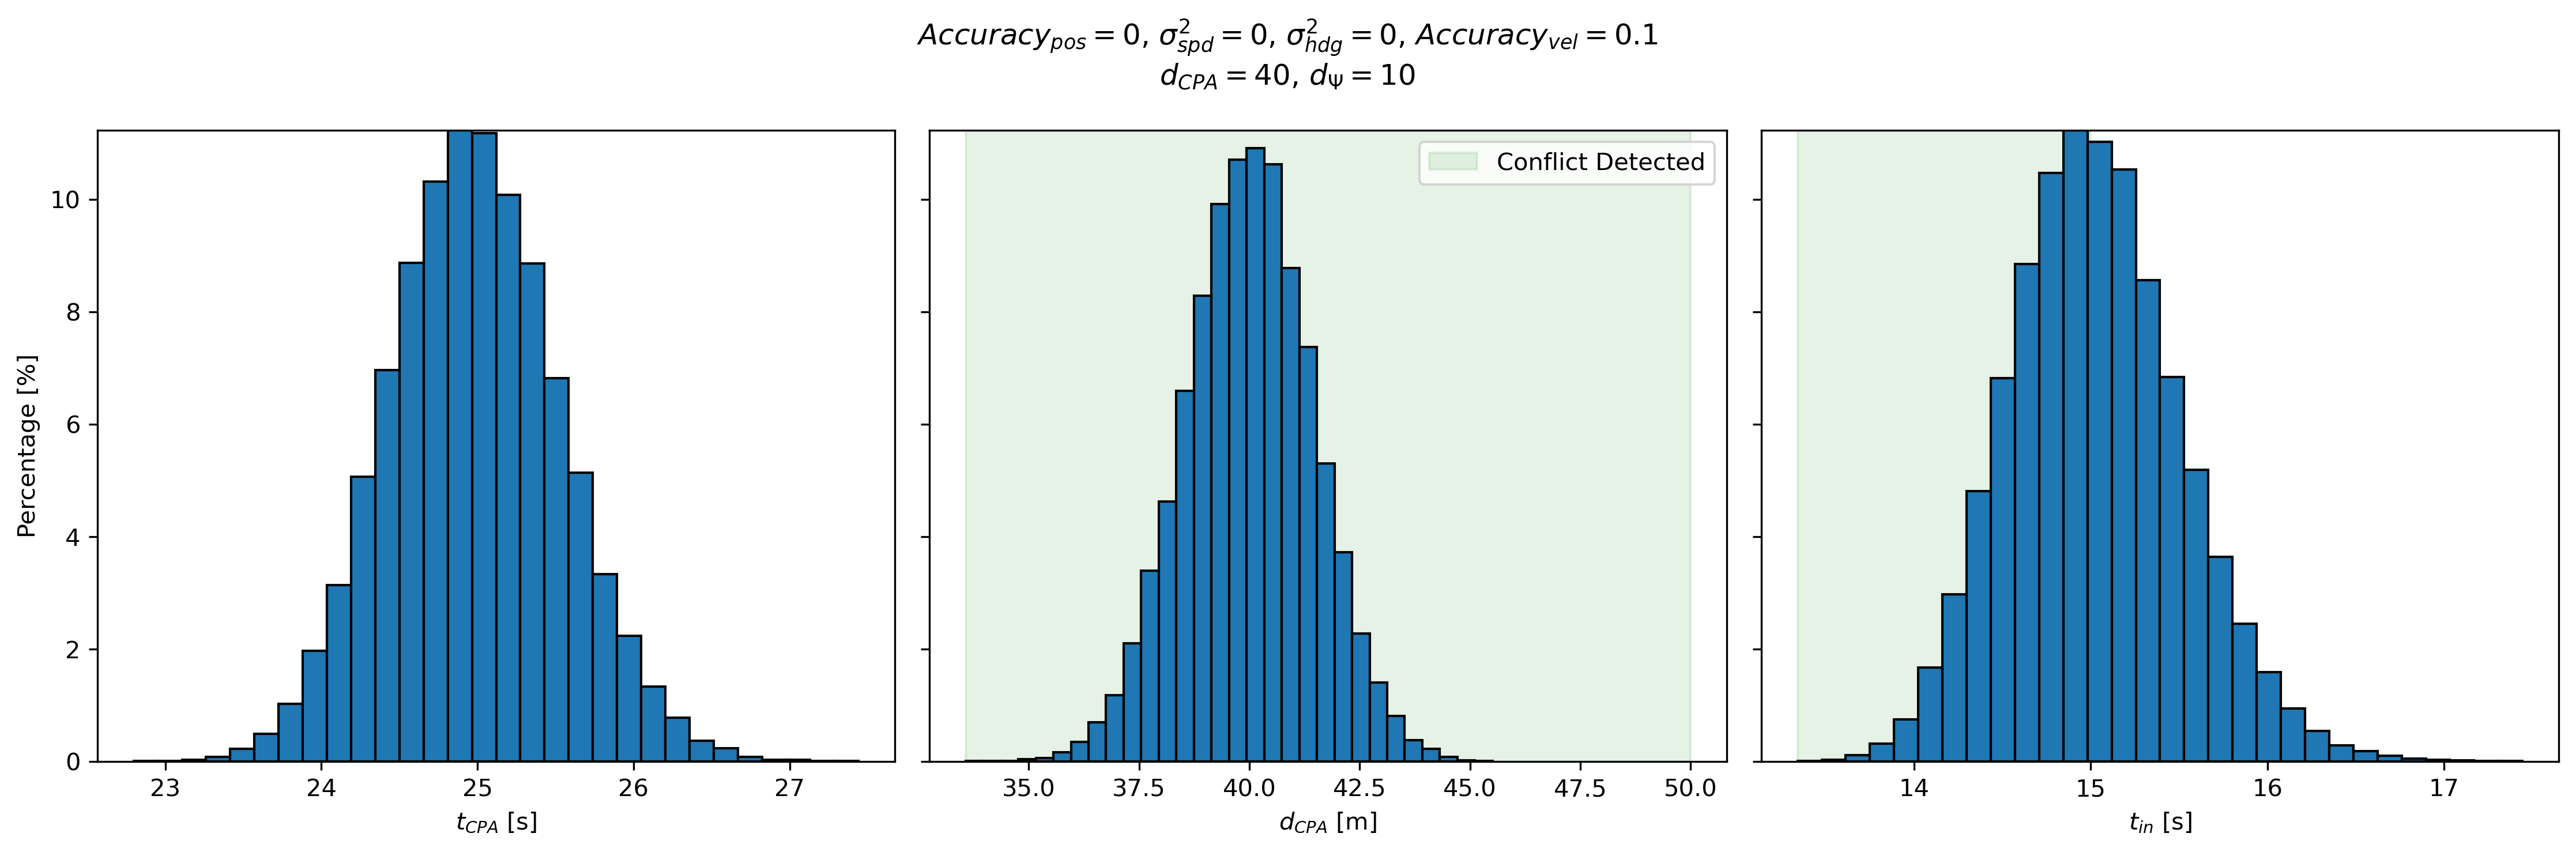 Accuracy_pos = 0, σ²_spd = 0, σ²_hdg = 0, Accuracy_vel = 0.1
d_CPA = 40, d_Ψ = 10
Conflict Detected
Percentage [%]
10
8
6
4
2
0
23 24 25 26 27
35.0 37.5 40.0 42.5 45.0 47.5 50.0
14 15 16 17
t_CPA [s]
d_CPA [m]
t_in [s]